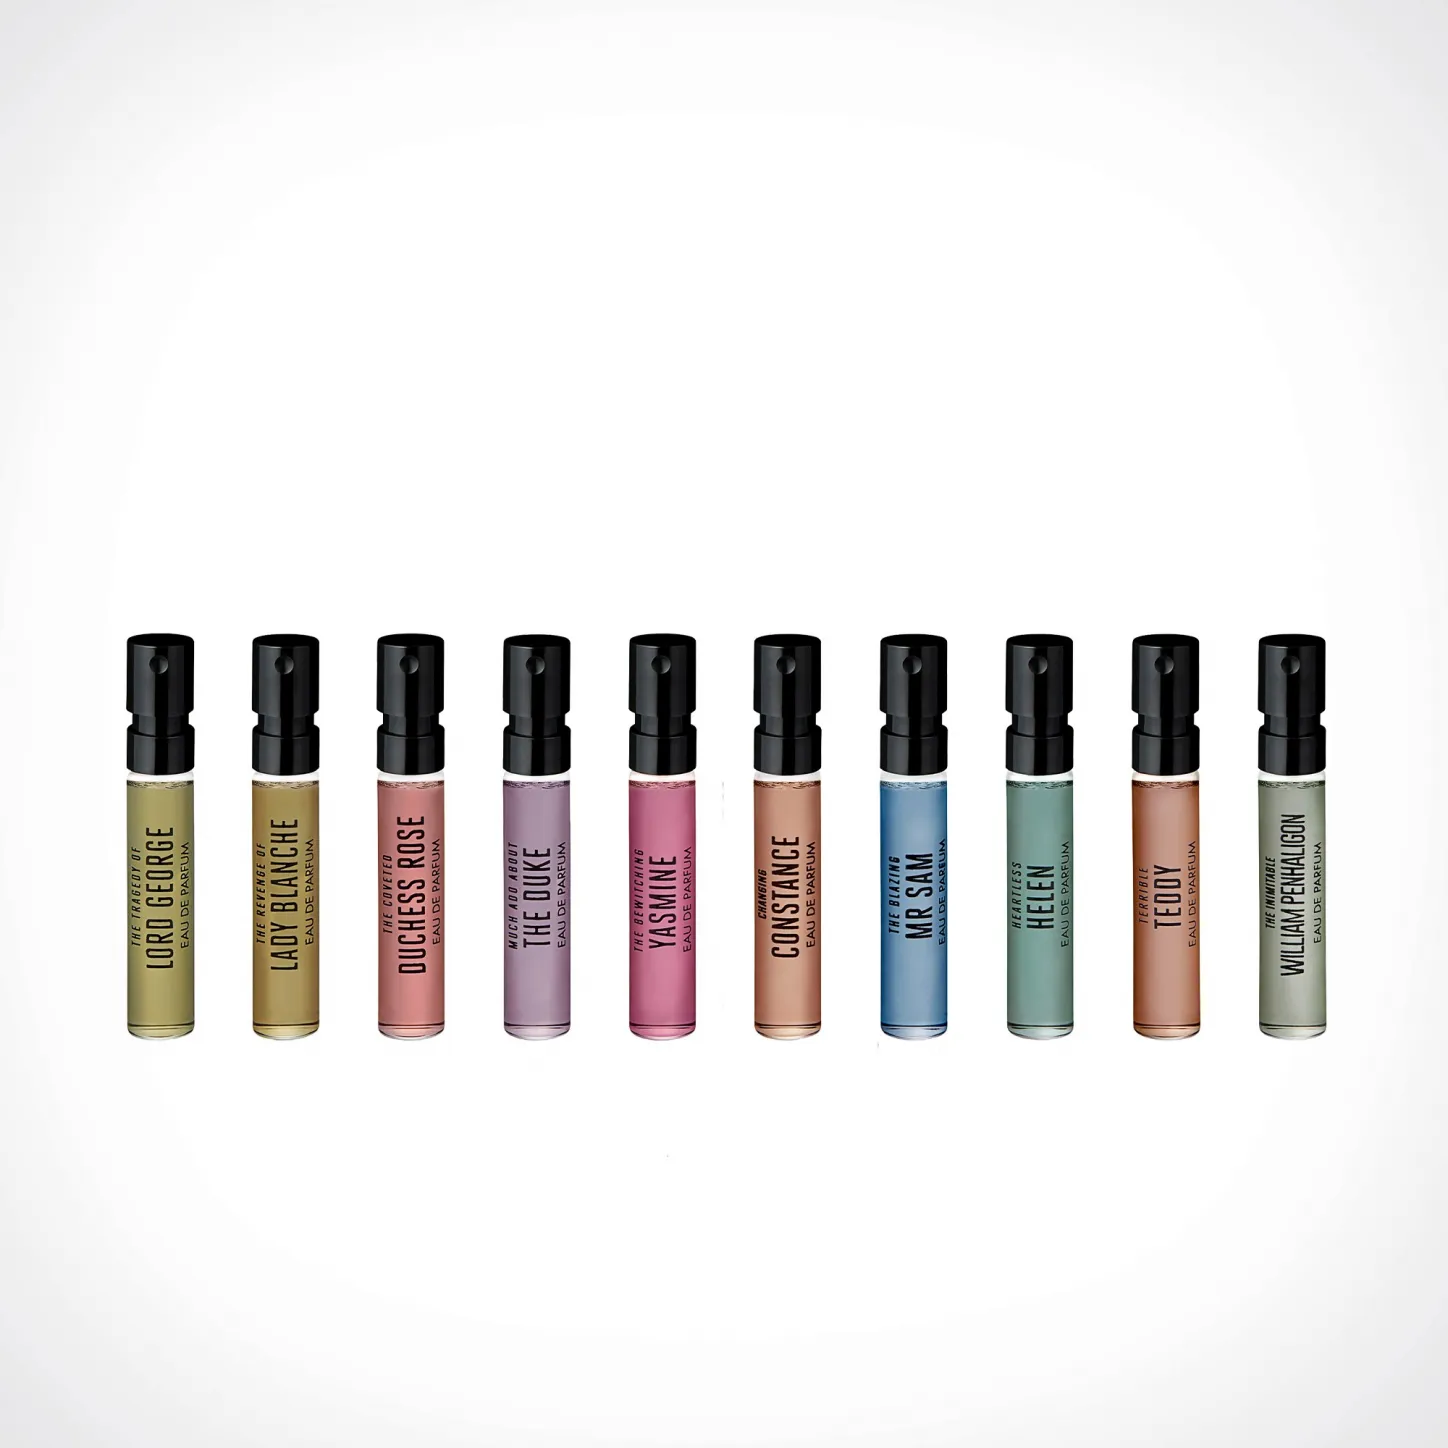 THE TRAGEDY OF
LORD GEORGE
EAU DE PARFUM
THE REVENGE OF
LADY BLANCHE
EAU DE PARFUM
THE COVETED
DUCHESS ROSE
EAU DE PARFUM
MUCH ADO ABOUT
THE DUKE
EAU DE PARFUM
THE BEWITCHING
YASMINE
EAU DE PARFUM
CHANGING
CONSTANCE
EAU DE PARFUM
THE BLAZING
MR SAM
EAU DE PARFUM
HEARTLESS
HELEN
EAU DE PARFUM
TERRIBLE
TEDDY
EAU DE PARFUM
THE INIMITABLE
WILLIAM PENHALIGON
EAU DE PARFUM